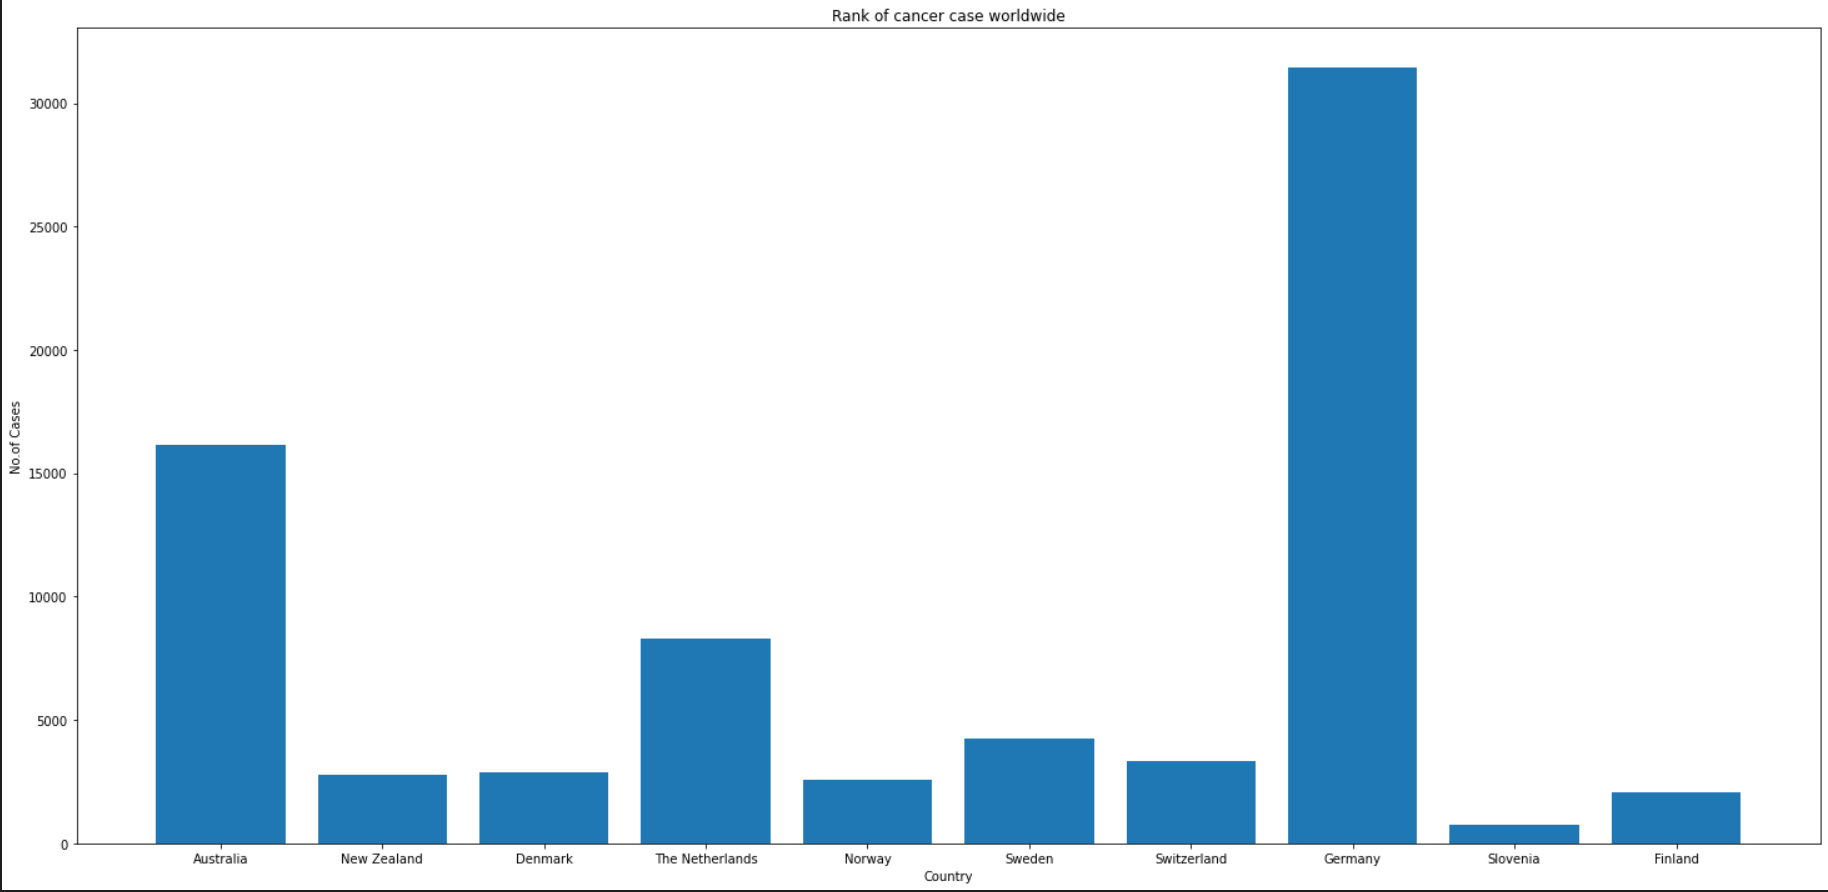 Rank of cancer case worldwide
30000
25000
20000
15000
10000
5000
0
No.of Cases
Australia New Zealand Denmark The Netherlands Norway Sweden Switzerland Germany Slovenia Finland
Country